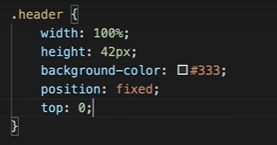 .header {
width: 100%;
height: 42px;
background-color: #333;
position: fixed;
top: 0;
}